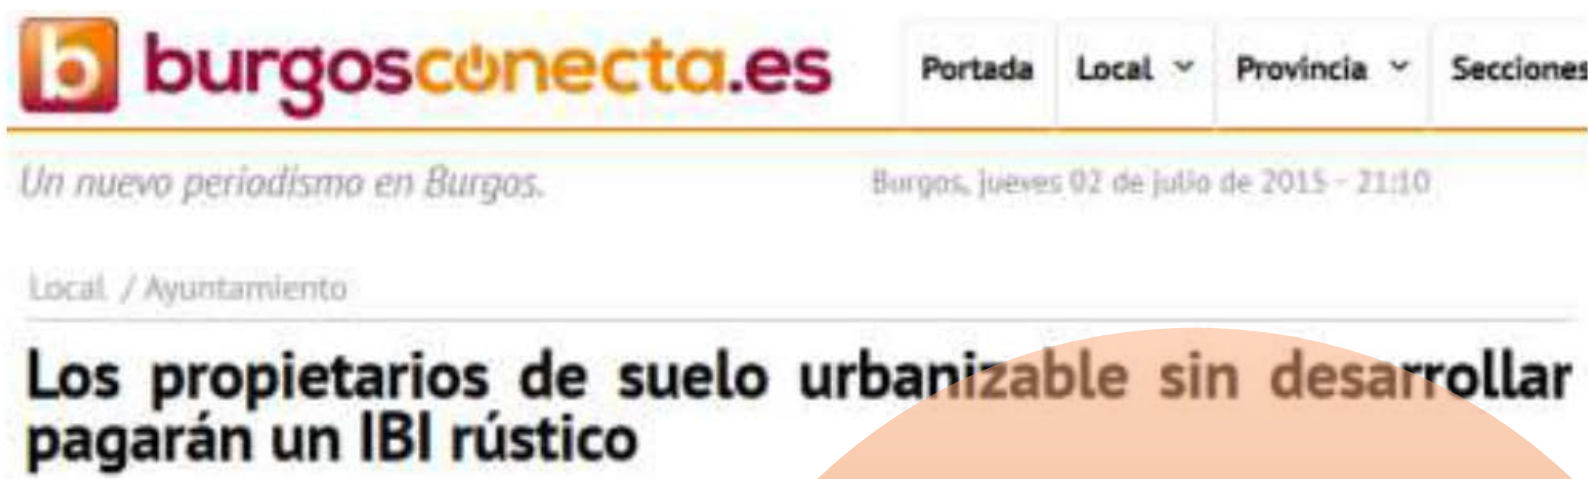 b burgosconecta.es Portada Local Provincia Secciones
Un nuevo periodismo en Burgos. Burgos, jueves 02 de julio de 2015 - 21:10
Local / Ayuntamiento
Los propietarios de suelo urbanizable sin desarrollar
pagarán un IBI rústico